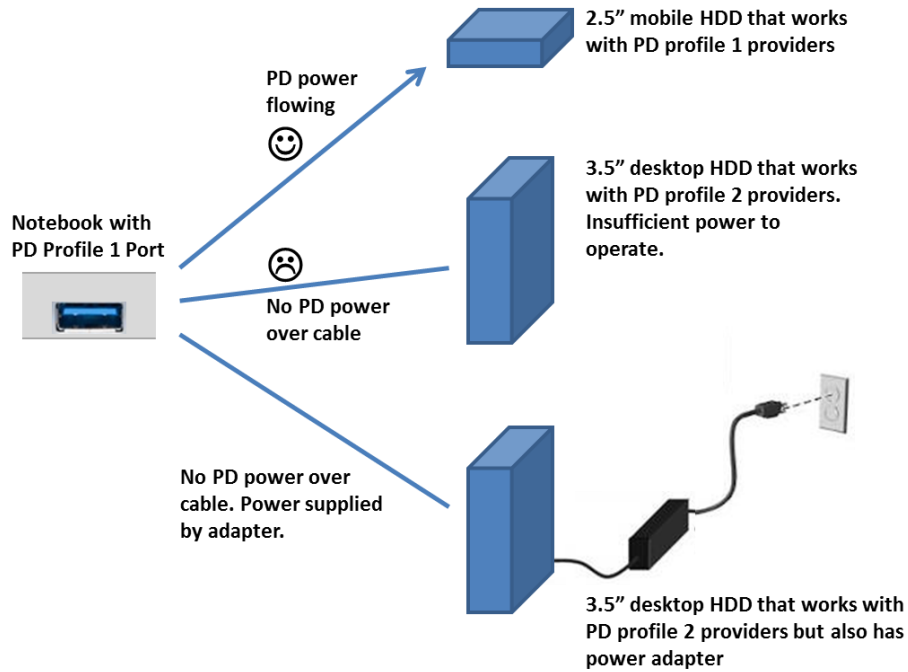 2.5” mobile HDD that works
with PD profile 1 providers
PD power
flowing
3.5” desktop HDD that works
with PD profile 2 providers.
Insufficient power to
operate.
Notebook with
PD Profile 1 Port
No PD power
over cable
No PD power over
cable. Power supplied
by adapter.
3.5” desktop HDD that works with
PD profile 2 providers but also has
power adapter